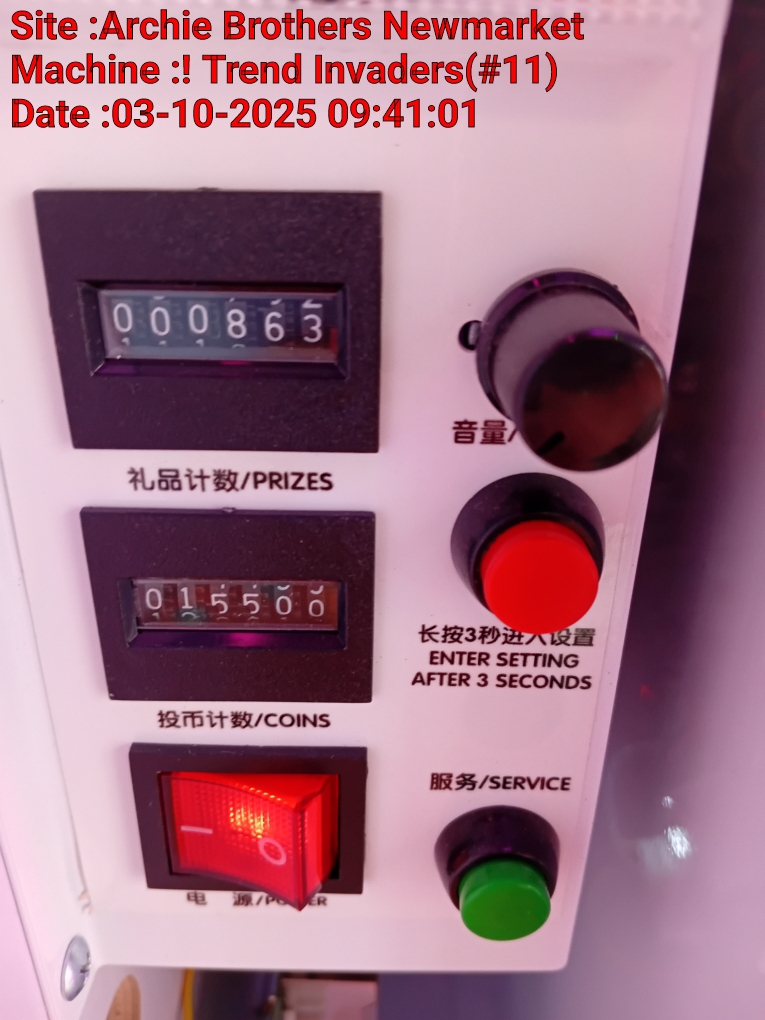 Site :Archie Brothers Newmarket
Machine :! Trend Invaders(#11)
Date :03-10-2025 09:41:01
000863
音量/
礼品计数/PRIZES
015500
长按3秒进入设置
ENTER SETTING
AFTER 3 SECONDS
投币计数/COINS
服务/SERVICE
电 源/POWER